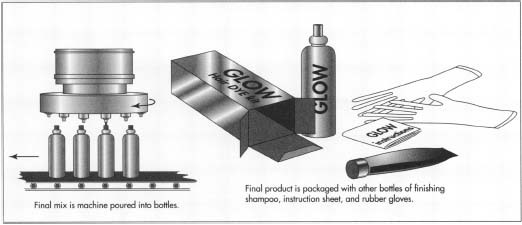 GLOW
Hair-DYE kit
GLOW
GLOW
instructions
Final mix is machine poured into bottles.
Final product is packaged with other bottles of finishing
shampoo, instruction sheet, and rubber gloves.